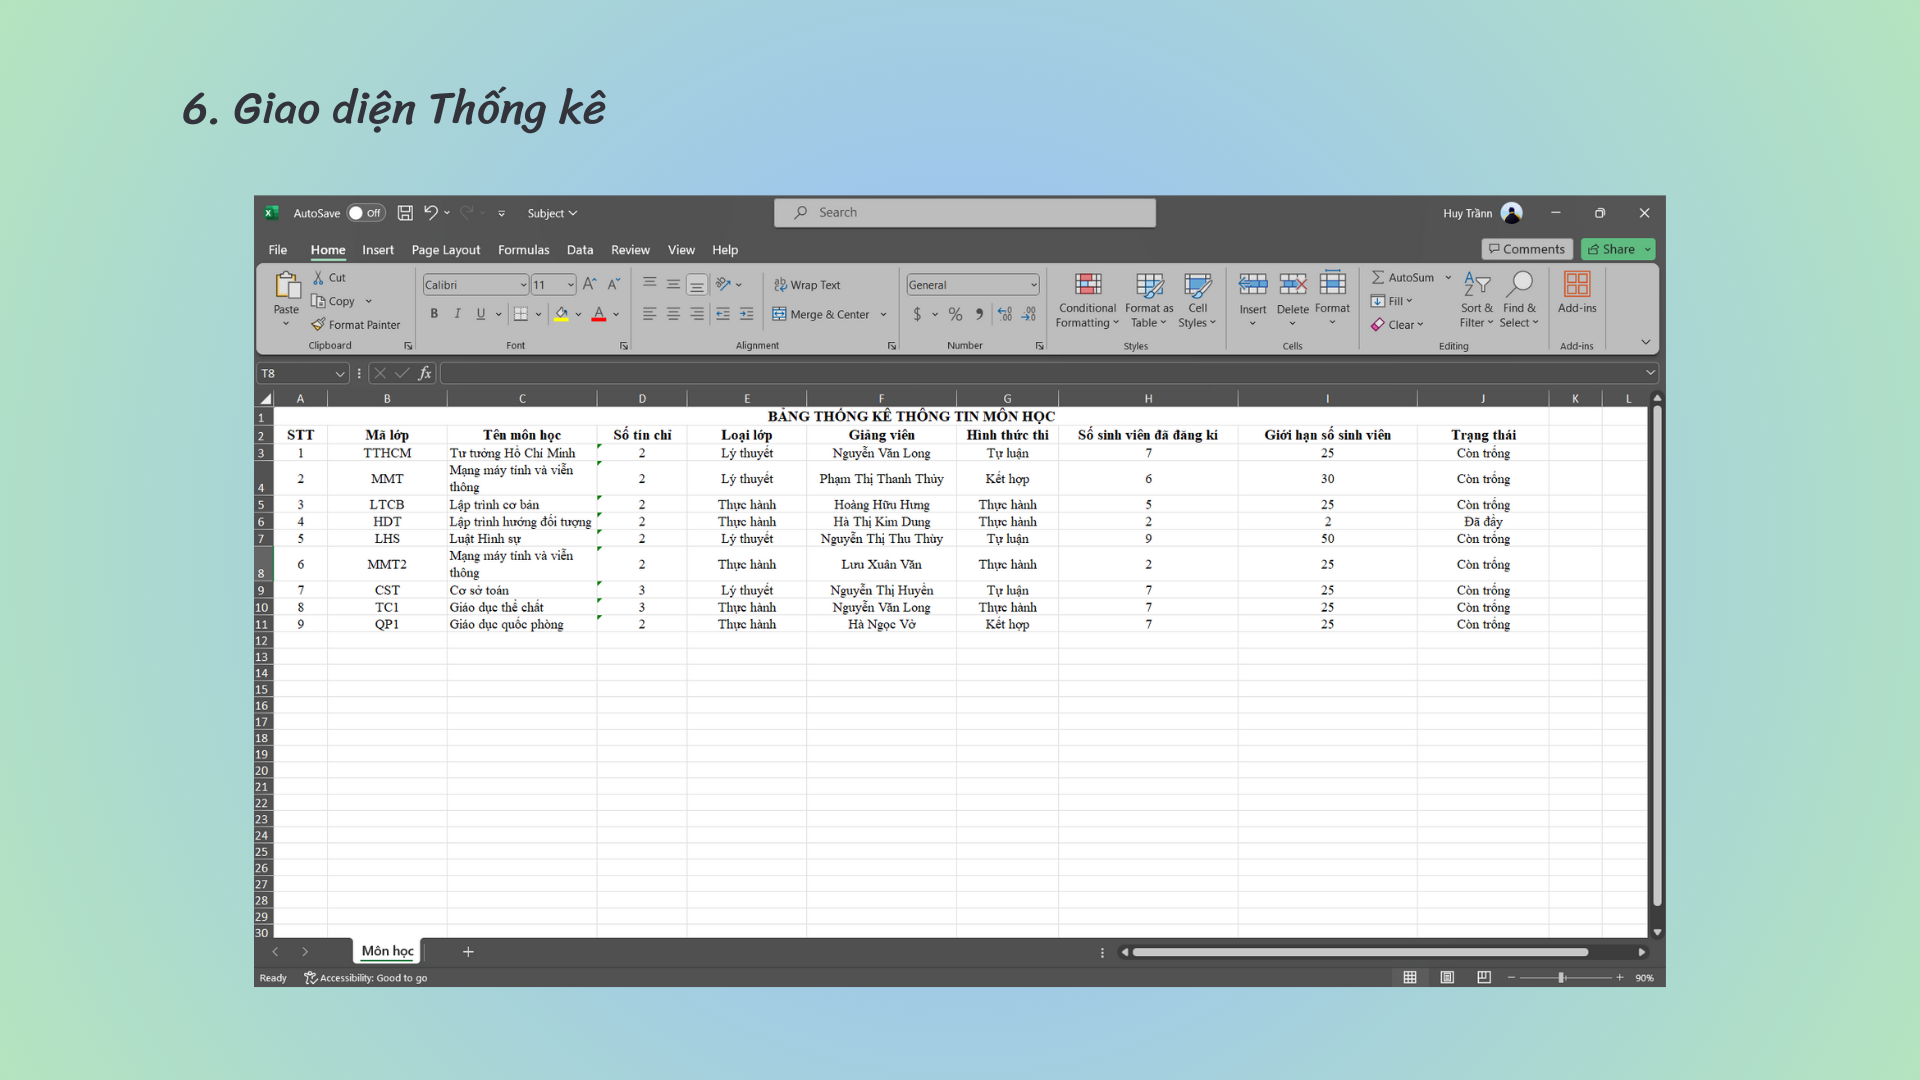 6. Giao diện Thống kê
AutoSave Off Subject Search Huy Trần
File Home Insert Page Layout Formulas Data Review View Help Comments Share
Paste Cut Copy Format Painter Clipboard
Calibri 11 B I U A Font
Wrap Text Merge & Center Alignment
General $ % Number
Conditional Formatting Format as Table Cell Styles Styles
Insert Delete Format Cells
AutoSum Fill Clear Sort & Filter Find & Select Editing
Add-ins Add-ins
T8 fx
A B C D E F G H I J K L
1 BẢNG THỐNG KÊ THÔNG TIN MÔN HỌC
2 STT Mã lớp Tên môn học Số tín chỉ Loại lớp Giảng viên Hình thức thi Số sinh viên đã đăng kí Giới hạn số sinh viên Trạng thái
3 1 TTHCM Tư tưởng Hồ Chí Minh 2 Lý thuyết Nguyễn Văn Long Tự luận 7 25 Còn trống
4 2 MMT Mạng máy tính và viễn thông 2 Lý thuyết Phạm Thị Thanh Thủy Kết hợp 6 30 Còn trống
5 3 LTCB Lập trình cơ bản 2 Thực hành Hoàng Hữu Hưng Thực hành 5 25 Còn trống
6 4 HDT Lập trình hướng đối tượng 2 Thực hành Hà Thị Kim Dung Thực hành 2 2 Đã đầy
7 5 LHS Luật Hình sự 2 Lý thuyết Nguyễn Thị Thu Thủy Tự luận 9 50 Còn trống
8 6 MMT2 Mạng máy tính và viễn thông 2 Thực hành Lưu Xuân Văn Thực hành 2 25 Còn trống
9 7 CST Cơ sở toán 3 Lý thuyết Nguyễn Thị Huyền Tự luận 7 25 Còn trống
10 8 TC1 Giáo dục thể chất 3 Thực hành Nguyễn Văn Long Thực hành 7 25 Còn trống
11 9 QP1 Giáo dục quốc phòng 2 Thực hành Hà Ngọc Vở Kết hợp 7 25 Còn trống
12
13
14
15
16
17
18
19
20
21
22
23
24
25
26
27
28
29
30
Môn học
Ready Accessibility: Good to go 90%